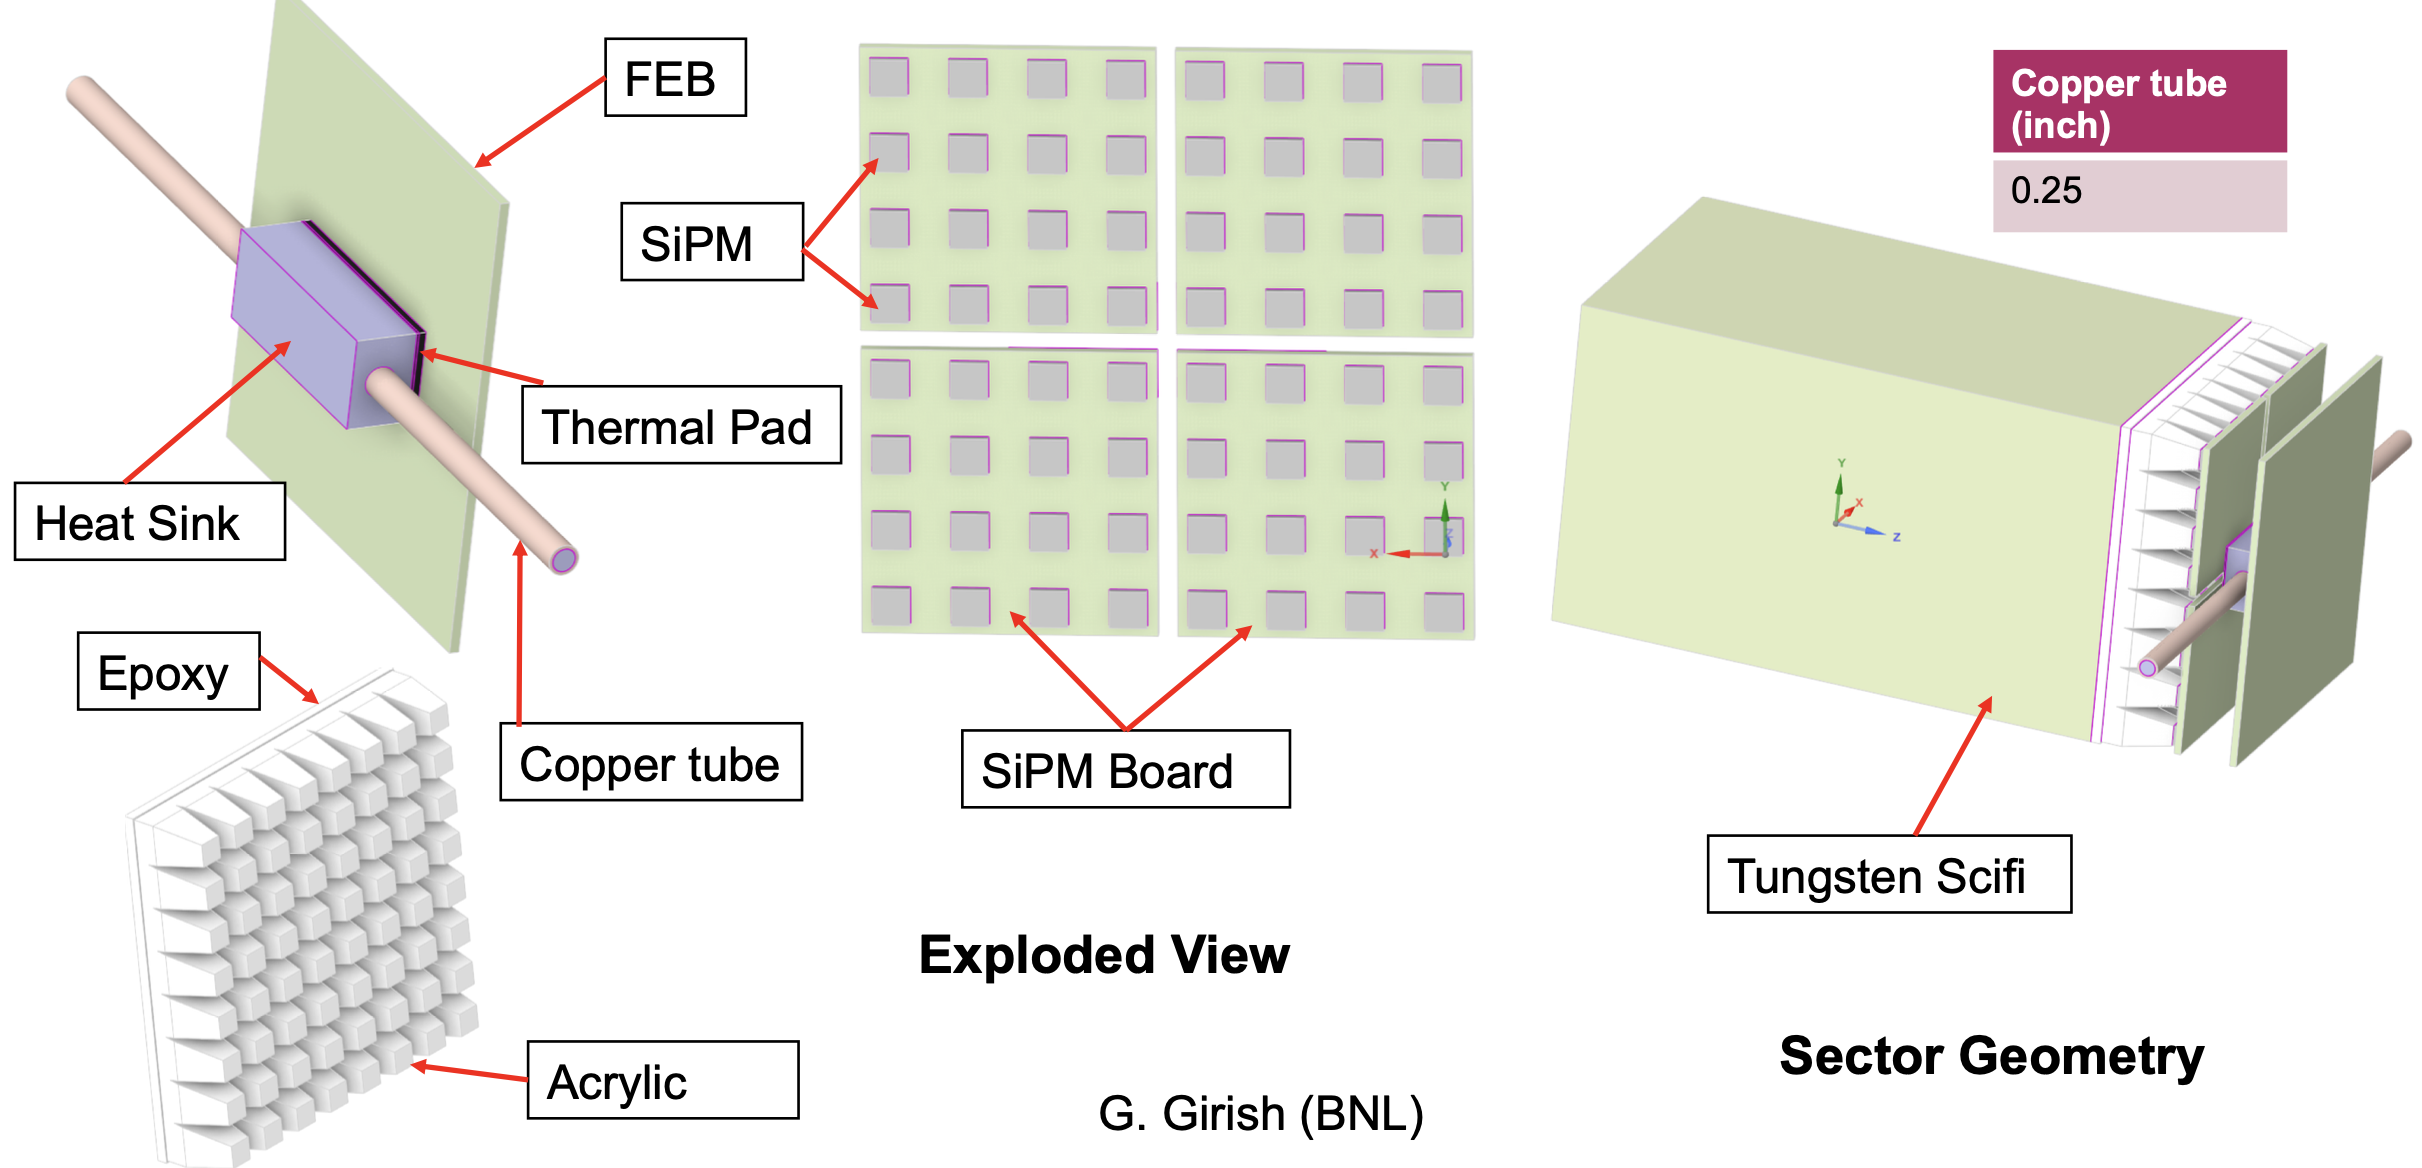 FEB
SiPM
Thermal Pad
Heat Sink
Epoxy
Copper tube
Acrylic
SiPM Board
Exploded View
G. Girish (BNL)
Copper tube
(inch)
0.25
Y
X
Z
Y
X
Z
Tungsten Scifi
Sector Geometry